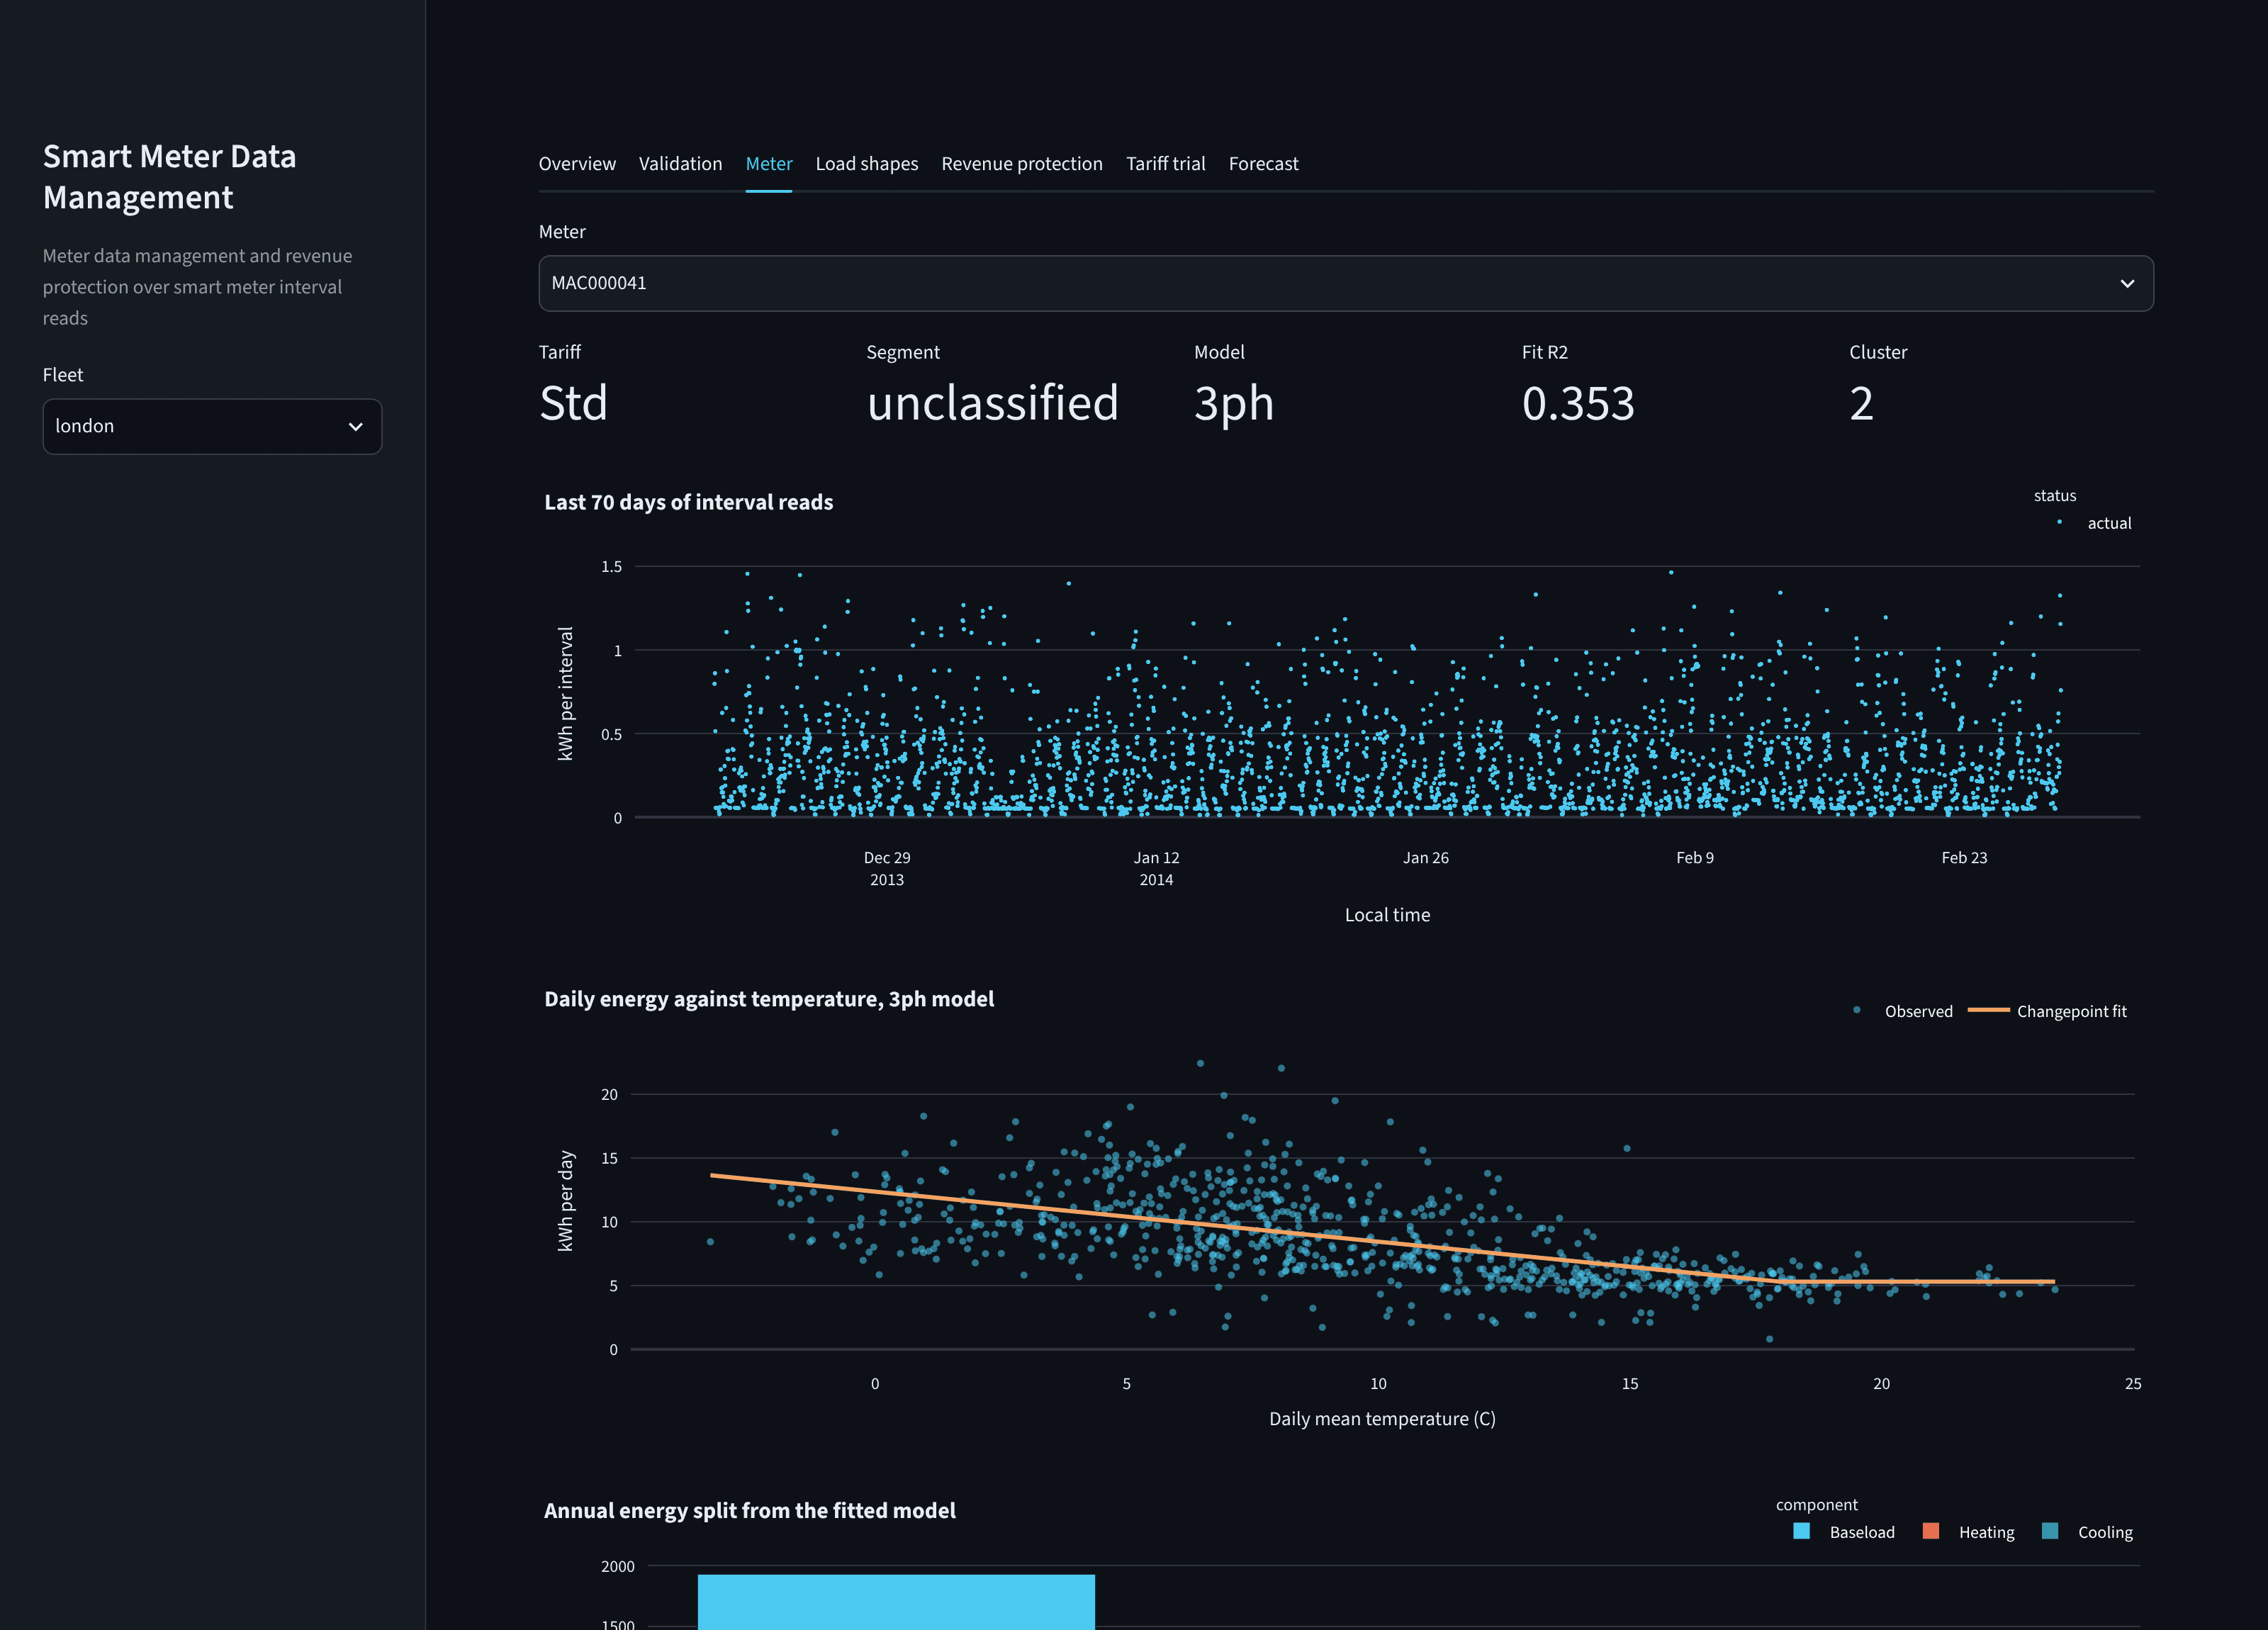 Smart Meter Data
Management
Meter data management and revenue
protection over smart meter interval
reads
Fleet
london
Overview Validation Meter Load shapes Revenue protection Tariff trial Forecast
Meter
MAC000041
Tariff Segment Model Fit R2 Cluster
Std unclassified 3ph 0.353 2
Last 70 days of interval reads
status
actual
kWh per interval
1.5
1
0.5
0
Dec 29 Jan 12 Jan 26 Feb 9 Feb 23
2013 2014
Local time
Daily energy against temperature, 3ph model
Observed Changepoint fit
kWh per day
20
15
10
5
0
0 5 10 15 20 25
Daily mean temperature (C)
Annual energy split from the fitted model
component
Baseload Heating Cooling
2000
1500